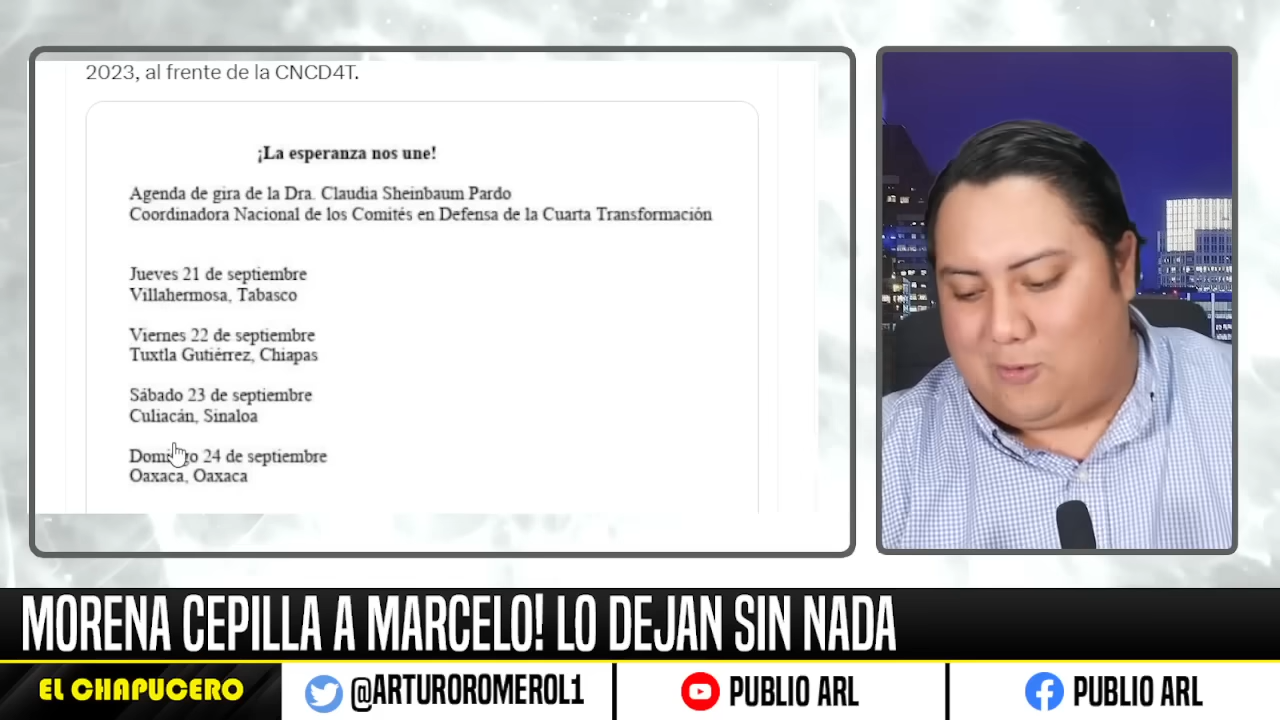 2023, al frente de la CNCD4T.
¡La esperanza nos une!
Agenda de gira de la Dra. Claudia Sheinbaum Pardo
Coordinadora Nacional de los Comités en Defensa de la Cuarta Transformación
Jueves 21 de septiembre
Villahermosa, Tabasco
Viernes 22 de septiembre
Tuxtla Gutiérrez, Chiapas
Sábado 23 de septiembre
Culiacán, Sinaloa
Domingo 24 de septiembre
Oaxaca, Oaxaca
MORENA CEPILLA A MARCELO! LO DEJAN SIN NADA
EL CHAPUCERO
@ARTUROROMEROL1
PUBLIO ARL
PUBLIO ARL